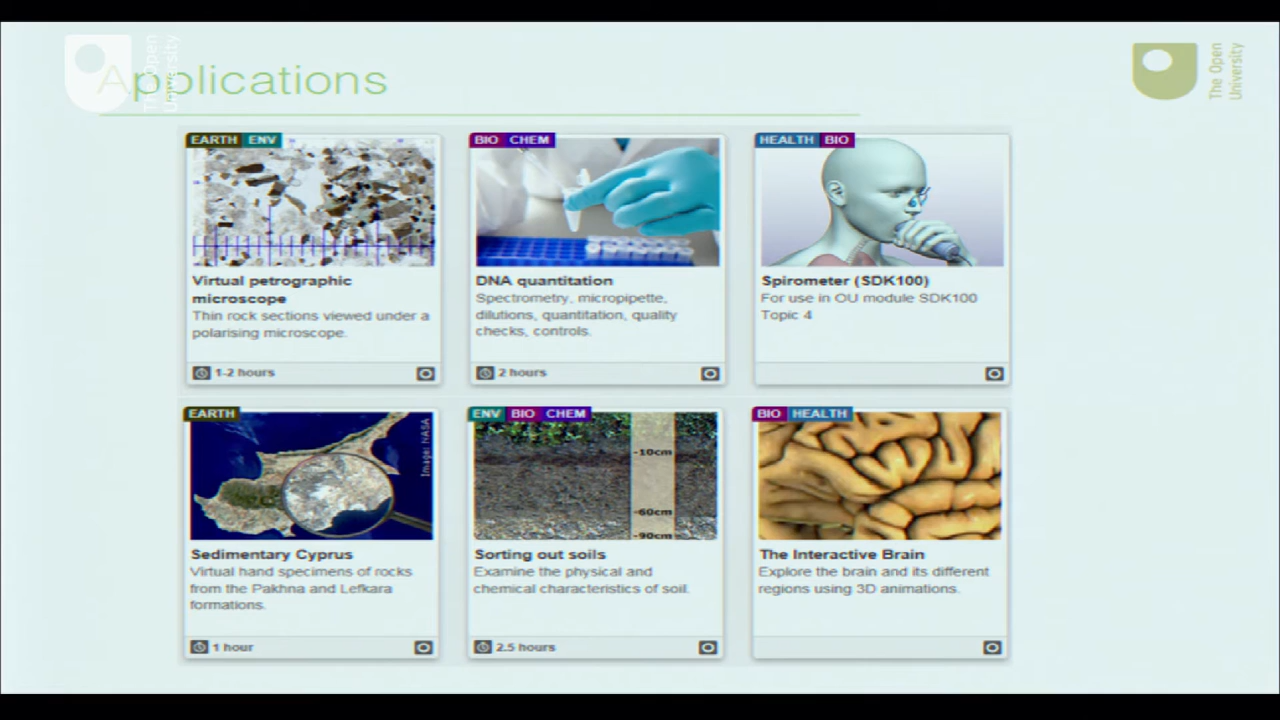 The Open
University
Applications
The Open
University
EARTH ENV
Virtual petrographic
microscope
Thin rock sections viewed under a
polarising microscope.
1-2 hours
BIO CHEM
DNA quantitation
Spectrometry, micropipette,
dilutions, quantitation, quality
checks, controls.
2 hours
HEALTH BIO
Spirometer (SDK100)
For use in OU module SDK100
Topic 4
EARTH
Image: NASA
Sedimentary Cyprus
Virtual hand specimens of rocks
from the Pakhna and Lefkara
formations.
1 hour
ENV BIO CHEM
-10cm
-60cm
-90cm
Sorting out soils
Examine the physical and
chemical characteristics of soil.
2.5 hours
BIO HEALTH
The Interactive Brain
Explore the brain and its different
regions using 3D animations.